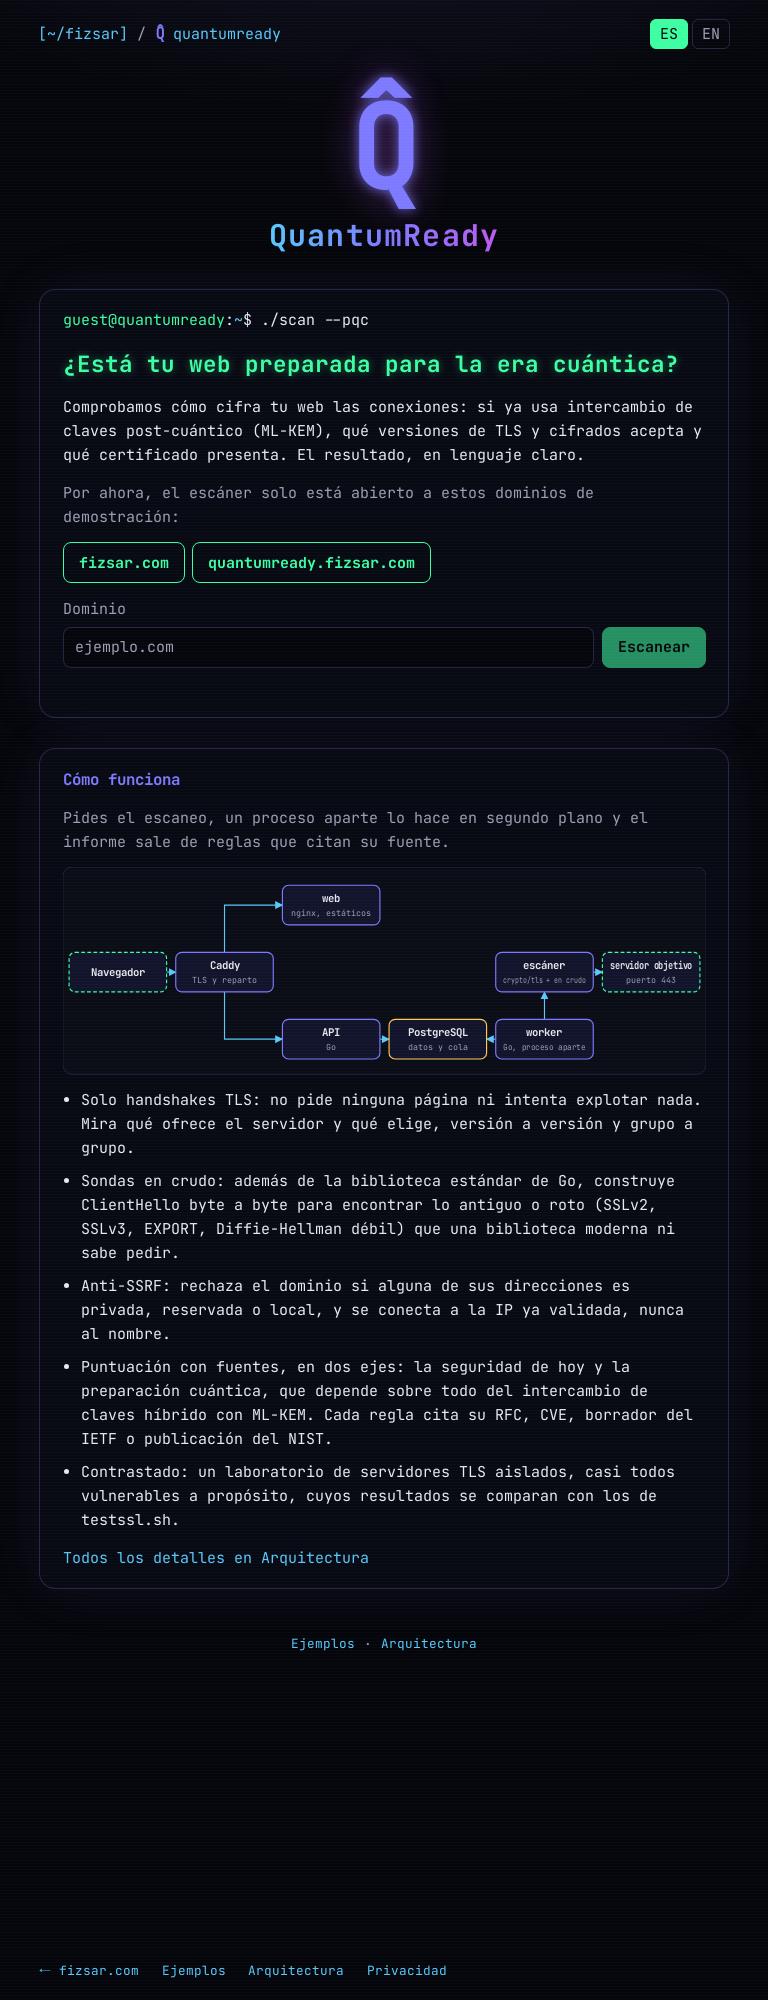 [~/fizsar] / Q̂ quantumready
ES EN
Q̂
QuantumReady
guest@quantumready:~$ ./scan --pqc
¿Está tu web preparada para la era cuántica?
Comprobamos cómo cifra tu web las conexiones: si ya usa intercambio de
claves post-cuántico (ML-KEM), qué versiones de TLS y cifrados acepta y
qué certificado presenta. El resultado, en lenguaje claro.
Por ahora, el escáner solo está abierto a estos dominios de
demostración:
fizsar.com quantumready.fizsar.com
Dominio
ejemplo.com Escanear
Cómo funciona
Pides el escaneo, un proceso aparte lo hace en segundo plano y el
informe sale de reglas que citan su fuente.
web
nginx, estáticos
Navegador
Caddy
TLS y reparto
escáner
crypto/tls + en crudo
servidor objetivo
puerto 443
API
Go
PostgreSQL
datos y cola
worker
Go, proceso aparte
• Solo handshakes TLS: no pide ninguna página ni intenta explotar nada.
Mira qué ofrece el servidor y qué elige, versión a versión y grupo a
grupo.
• Sondas en crudo: además de la biblioteca estándar de Go, construye
ClientHello byte a byte para encontrar lo antiguo o roto (SSLv2,
SSLv3, EXPORT, Diffie-Hellman débil) que una biblioteca moderna ni
sabe pedir.
• Anti-SSRF: rechaza el dominio si alguna de sus direcciones es
privada, reservada o local, y se conecta a la IP ya validada, nunca
al nombre.
• Puntuación con fuentes, en dos ejes: la seguridad de hoy y la
preparación cuántica, que depende sobre todo del intercambio de
claves híbrido con ML-KEM. Cada regla cita su RFC, CVE, borrador del
IETF o publicación del NIST.
• Contrastado: un laboratorio de servidores TLS aislados, casi todos
vulnerables a propósito, cuyos resultados se comparan con los de
testssl.sh.
Todos los detalles en Arquitectura
Ejemplos · Arquitectura
← fizsar.com Ejemplos Arquitectura Privacidad